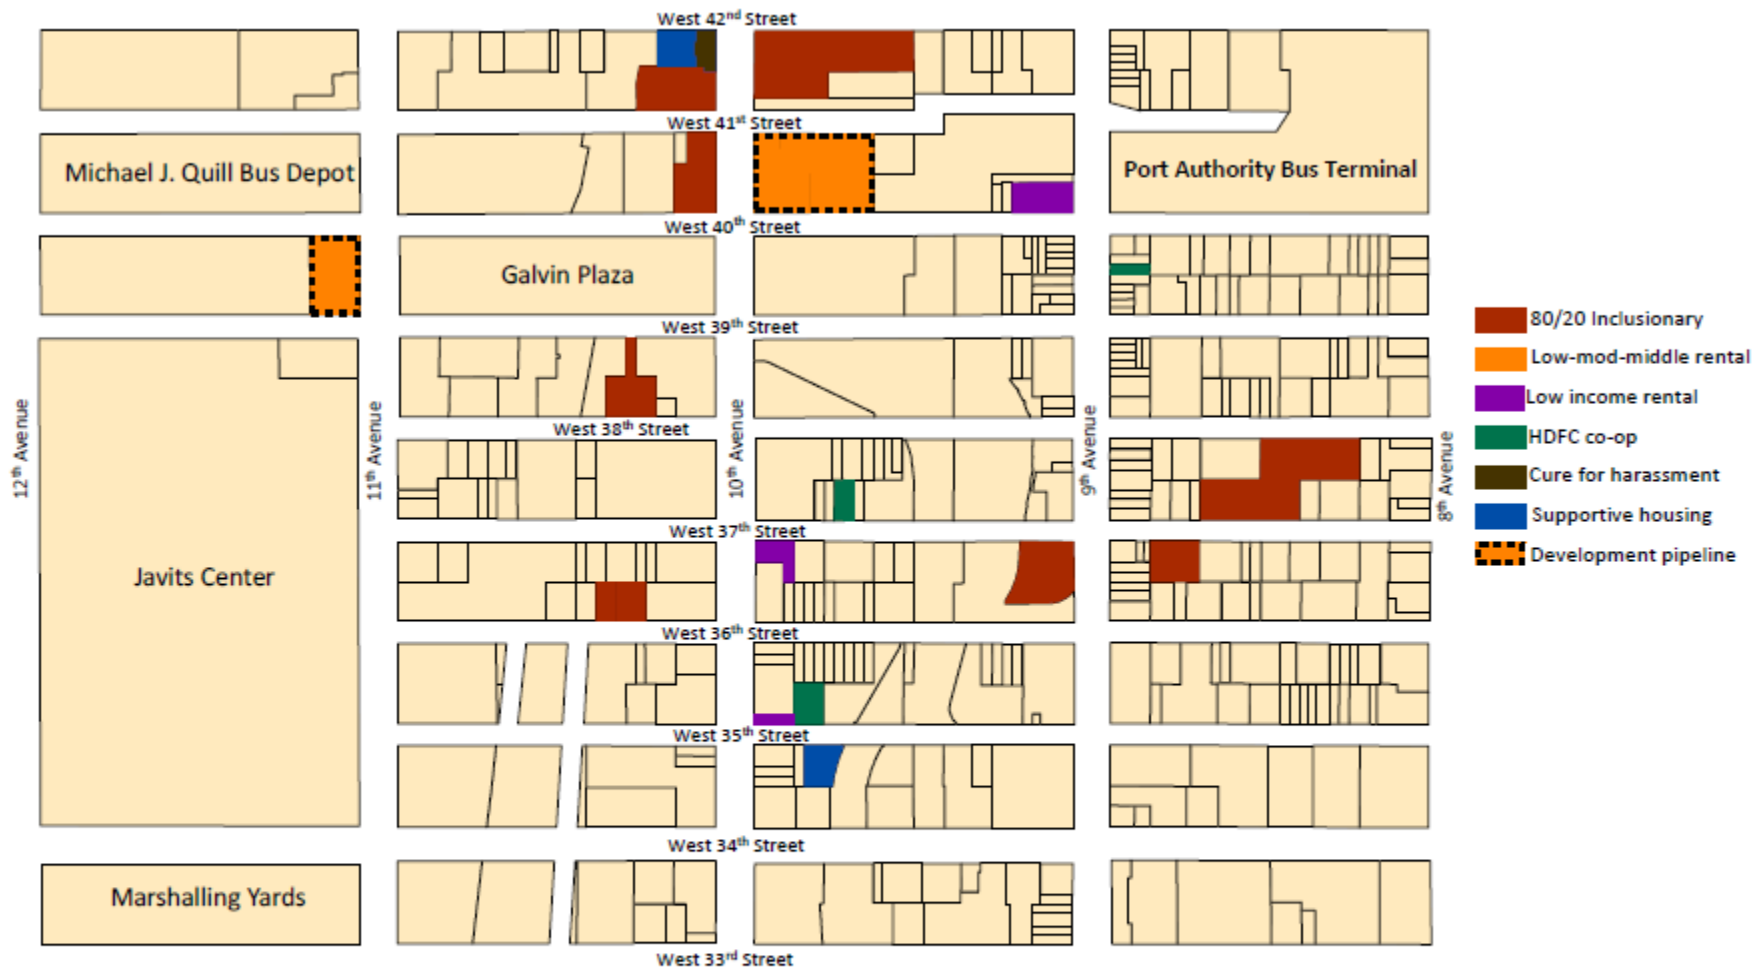 West 42nd Street
West 41st Street
Michael J. Quill Bus Depot
Port Authority Bus Terminal
West 40th Street
Galvin Plaza
West 39th Street
80/20 Inclusionary
Low-mod-middle rental
Low income rental
HDFC co-op
Cure for harassment
Supportive housing
Development pipeline
12th Avenue
11th Avenue
10th Avenue
9th Avenue
8th Avenue
West 38th Street
West 37th Street
Javits Center
West 36th Street
West 35th Street
West 34th Street
Marshalling Yards
West 33rd Street